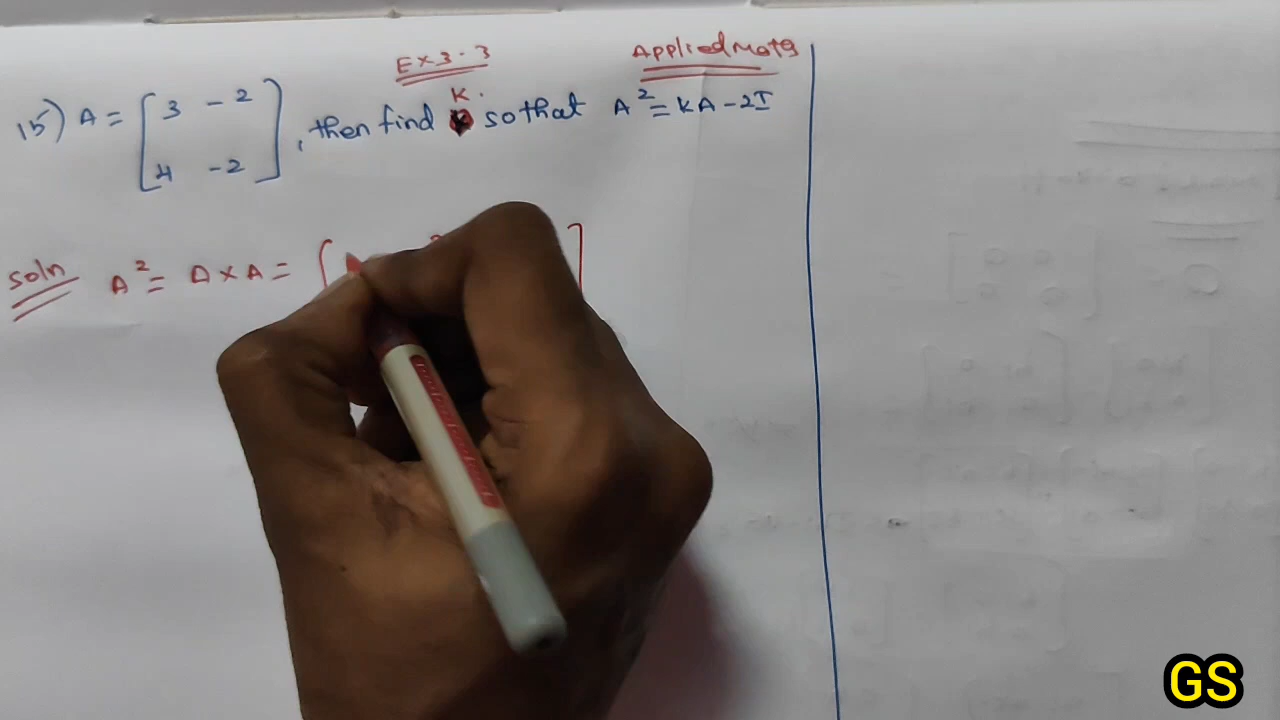 Ex 3.3
Applied Maths
K.
15) A = [ 3 -2
4 -2 ] , then find K so that A² = KA - 2I
Soln A² = A × A = [
GS